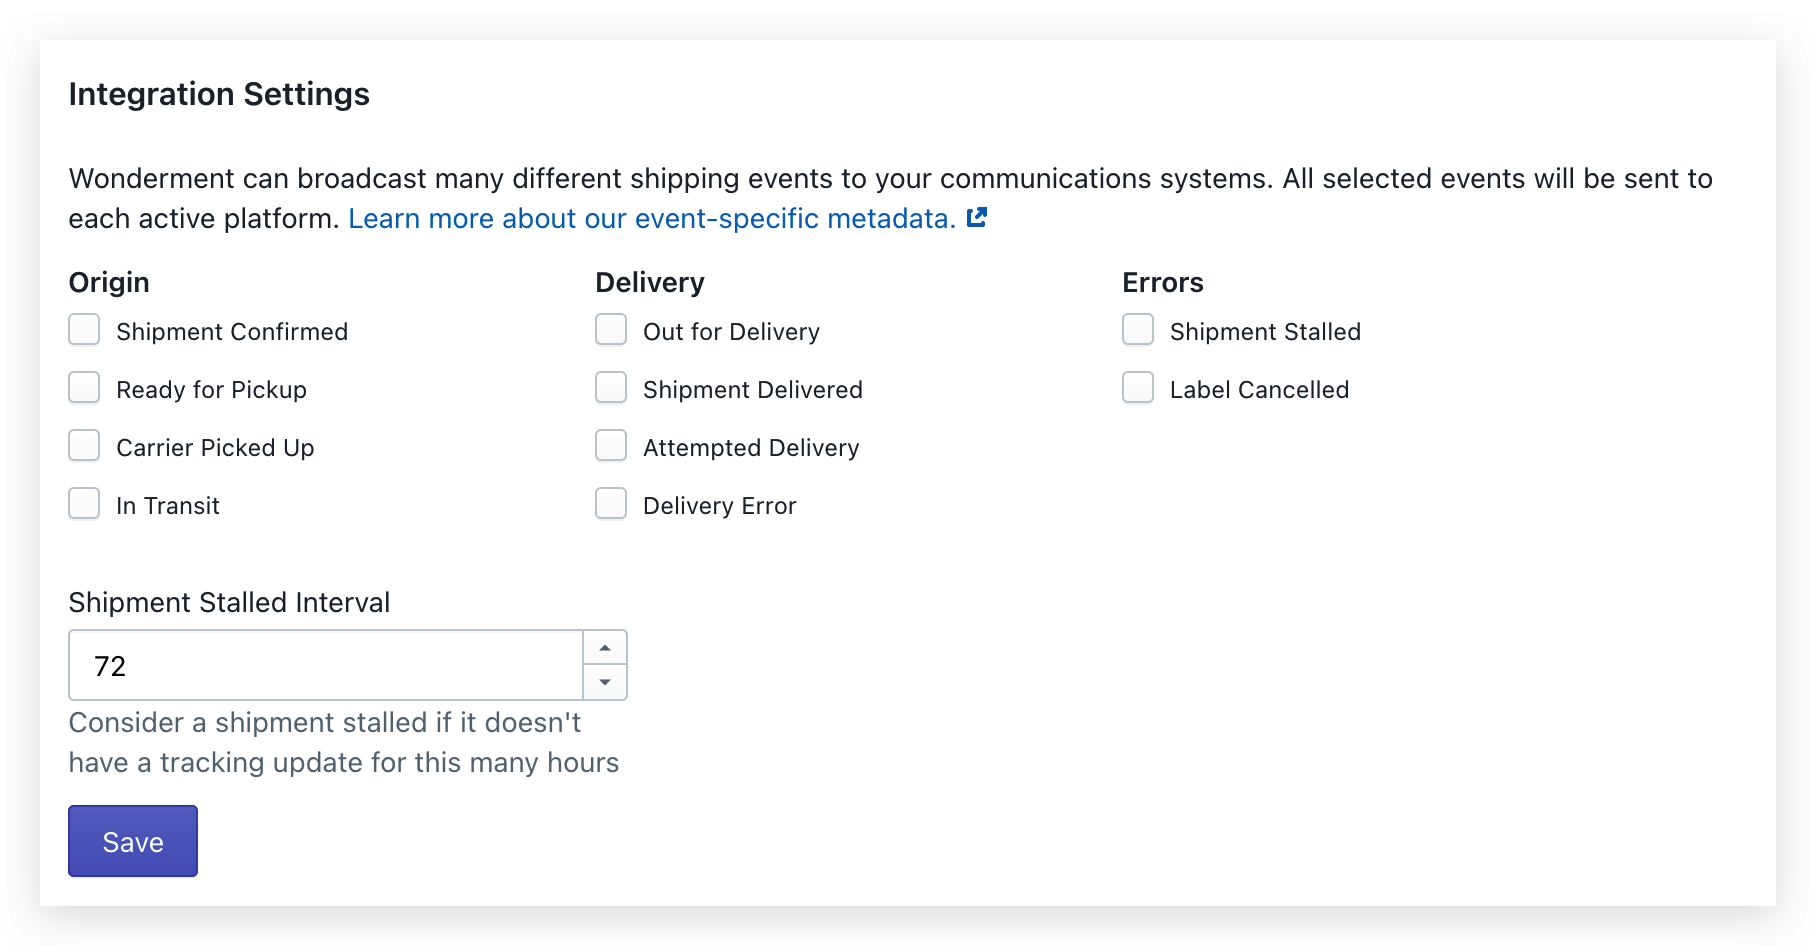 Integration Settings
Wonderment can broadcast many different shipping events to your communications systems. All selected events will be sent to
each active platform. Learn more about our event-specific metadata.
Origin
Shipment Confirmed
Ready for Pickup
Carrier Picked Up
In Transit
Delivery
Out for Delivery
Shipment Delivered
Attempted Delivery
Delivery Error
Errors
Shipment Stalled
Label Cancelled
Shipment Stalled Interval
72
Consider a shipment stalled if it doesn't
have a tracking update for this many hours
Save